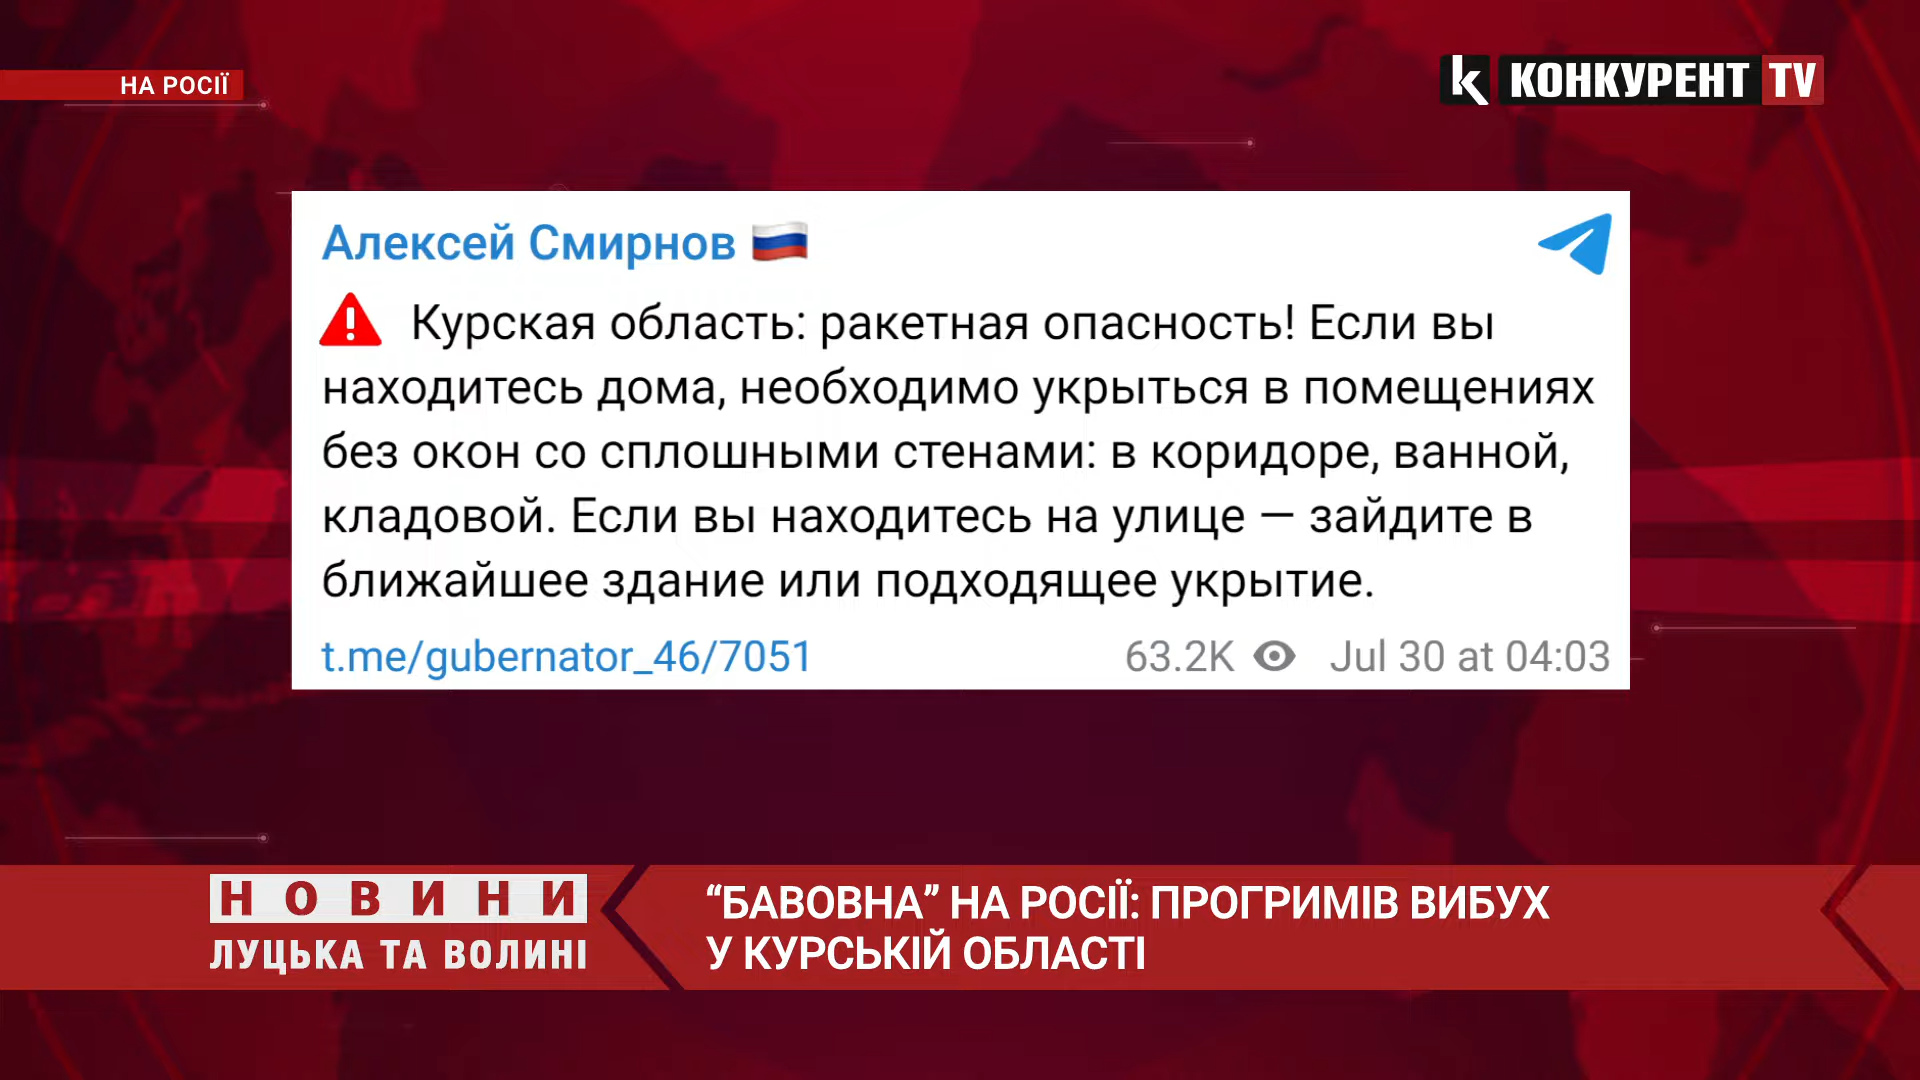 НА РОСІЇ
k КОНКУРЕНТ TV
Алексей Смирнов
Курская область: ракетная опасность! Если вы
находитесь дома, необходимо укрыться в помещениях
без окон со сплошными стенами: в коридоре, ванной,
кладовой. Если вы находитесь на улице — зайдите в
ближайшее здание или подходящее укрытие.
t.me/gubernator_46/7051 63.2K Jul 30 at 04:03
НОВИНИ
ЛУЦЬКА ТА ВОЛИНІ
“БАВОВНА” НА РОСІЇ: ПРОГРИМІВ ВИБУХ
У КУРСЬКІЙ ОБЛАСТІ